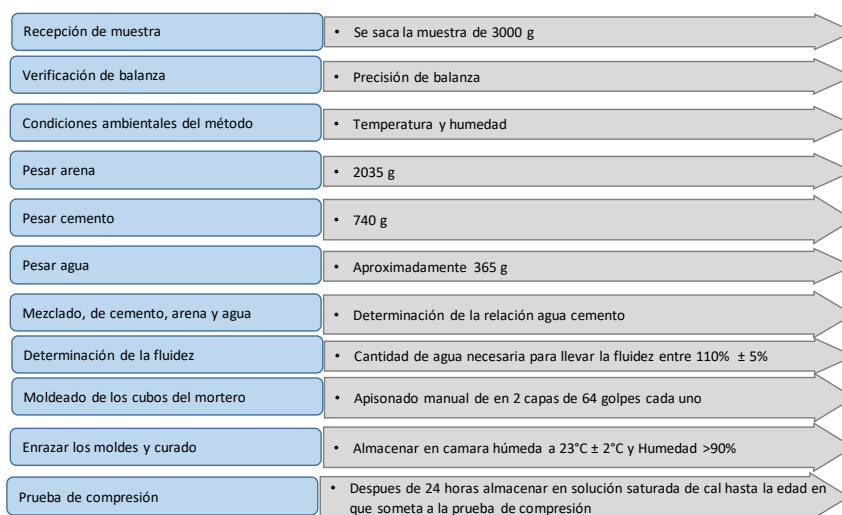 Recepción de muestra
• Se saca la muestra de 3000 g
Verificación de balanza
• Precisión de balanza
Condiciones ambientales del método
• Temperatura y humedad
Pesar arena
• 2035 g
Pesar cemento
• 740 g
Pesar agua
• Aproximadamente 365 g
Mezclado, de cemento, arena y agua
• Determinación de la relación agua cemento
Determinación de la fluidez
• Cantidad de agua necesaria para llevar la fluidez entre 110% ± 5%
Moldeado de los cubos del mortero
• Apisonado manual de en 2 capas de 64 golpes cada uno
Enrazar los moldes y curado
• Almacenar en camara húmeda a 23°C ± 2°C y Humedad >90%
Prueba de compresión
• Despues de 24 horas almacenar en solución saturada de cal hasta la edad en
que someta a la prueba de compresión